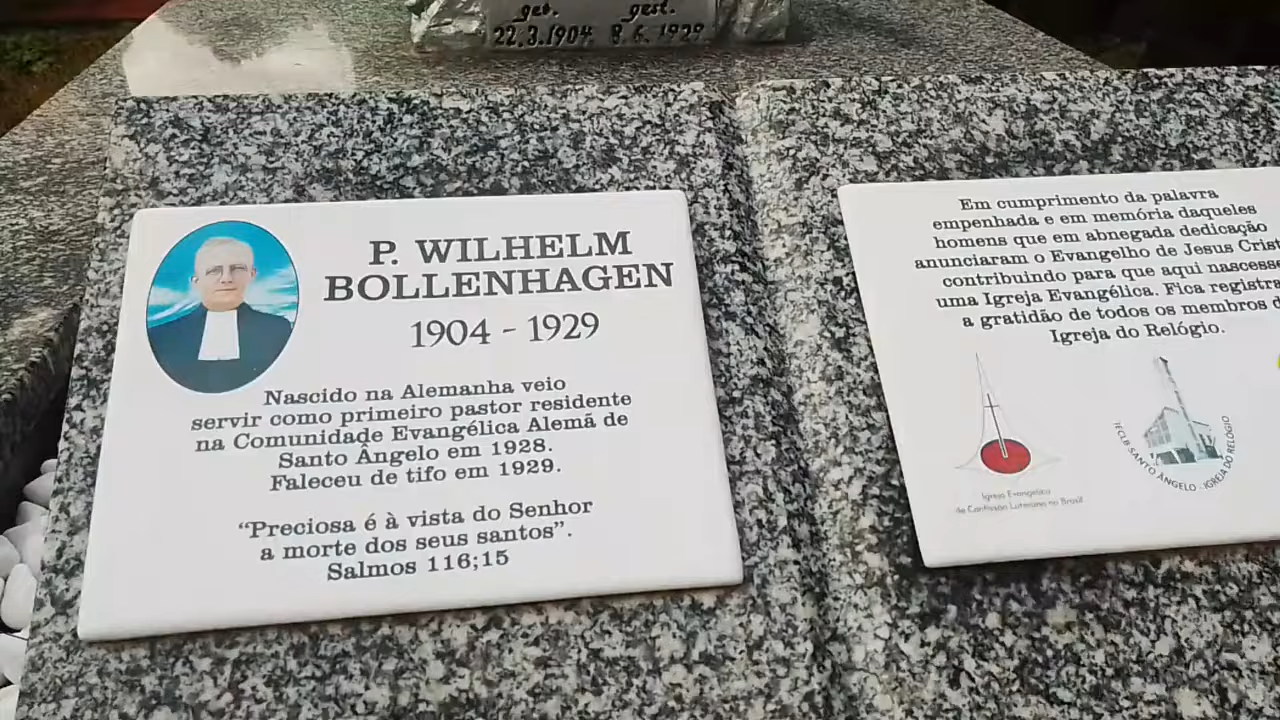 geb. gest.
22.3.1904 8.6.1929
P. WILHELM
BOLLENHAGEN
1904 - 1929
Nascido na Alemanha veio
servir como primeiro pastor residente
na Comunidade Evangélica Alemã de
Santo Ângelo em 1928.
Faleceu de tifo em 1929.
“Preciosa é à vista do Senhor
a morte dos seus santos”.
Salmos 116;15
Em cumprimento da palavra
empenhada e em memória daqueles
homens que em abnegada dedicação
anunciaram o Evangelho de Jesus Crist
contribuindo para que aqui nascesse
uma Igreja Evangélica. Fica registra
a gratidão de todos os membros d
Igreja do Relógio.
Igreja Evangélica
de Confissão Luterana no Brasil
IECLB SANTO ÂNGELO - IGREJA DO RELÓGIO